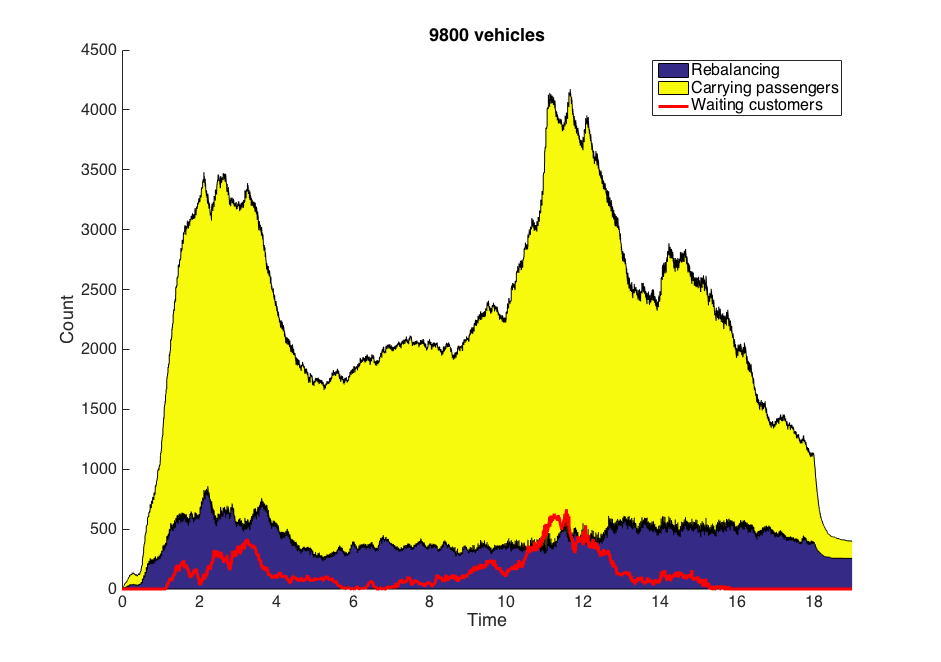 9800 vehicles
Rebalancing
Carrying passengers
Waiting customers
4500
4000
3500
3000
2500
2000
1500
1000
500
0
Count
0 2 4 6 8 10 12 14 16 18
Time